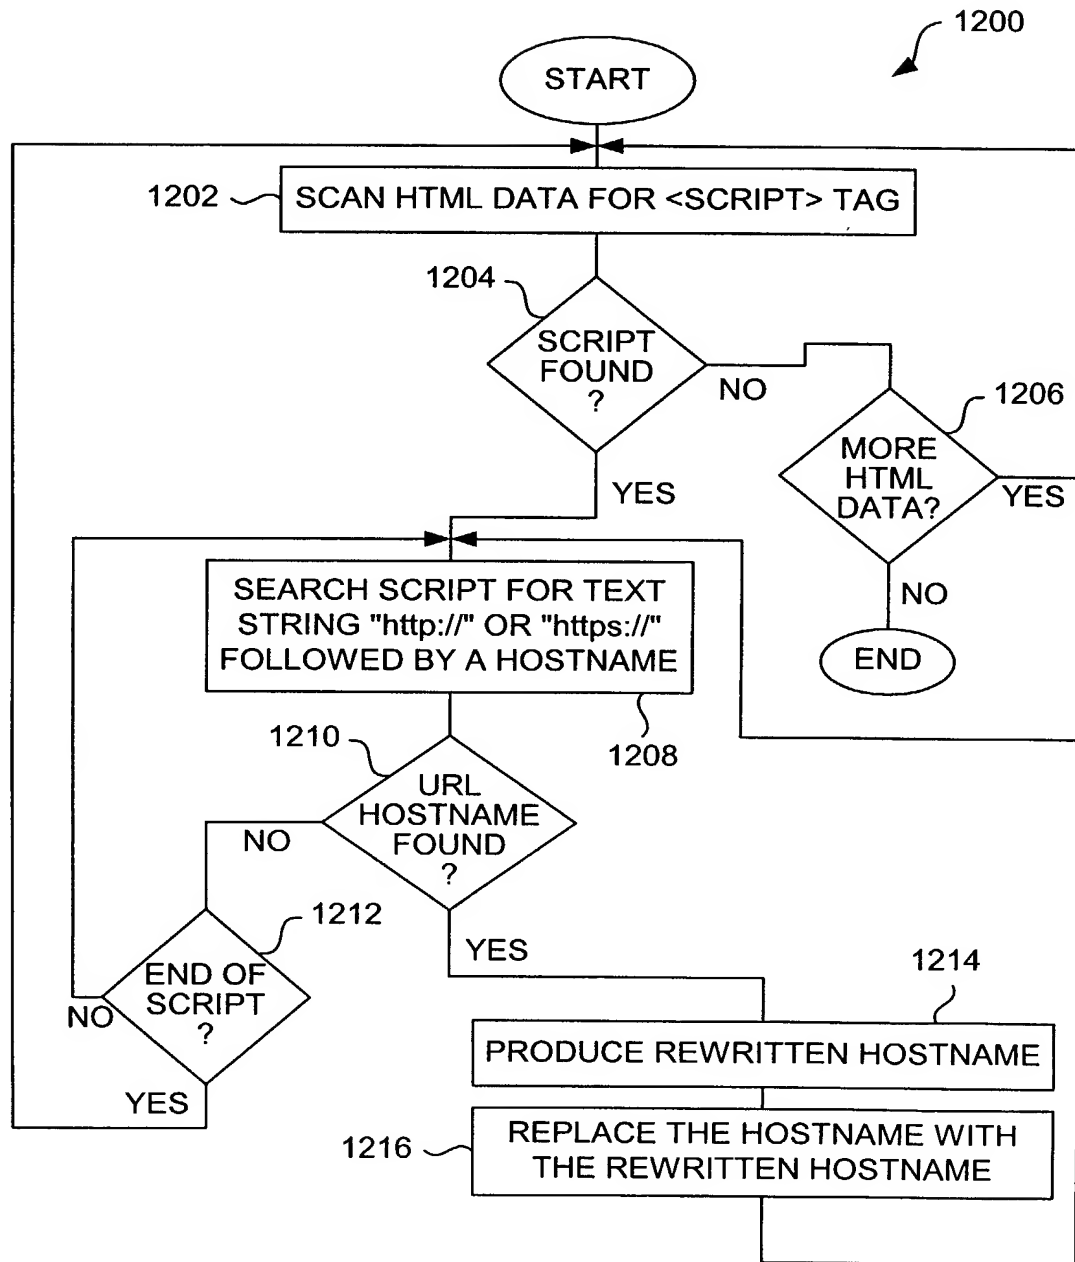 1200
START
1202
SCAN HTML DATA FOR <SCRIPT> TAG
1204
SCRIPT
FOUND
?
NO
1206
MORE
HTML
DATA?
YES
YES
NO
END
SEARCH SCRIPT FOR TEXT
STRING "http://" OR "https://"
FOLLOWED BY A HOSTNAME
1208
1210
URL
HOSTNAME
FOUND
?
NO
1212
YES
END OF
SCRIPT
?
NO
YES
1214
PRODUCE REWRITTEN HOSTNAME
1216
REPLACE THE HOSTNAME WITH
THE REWRITTEN HOSTNAME